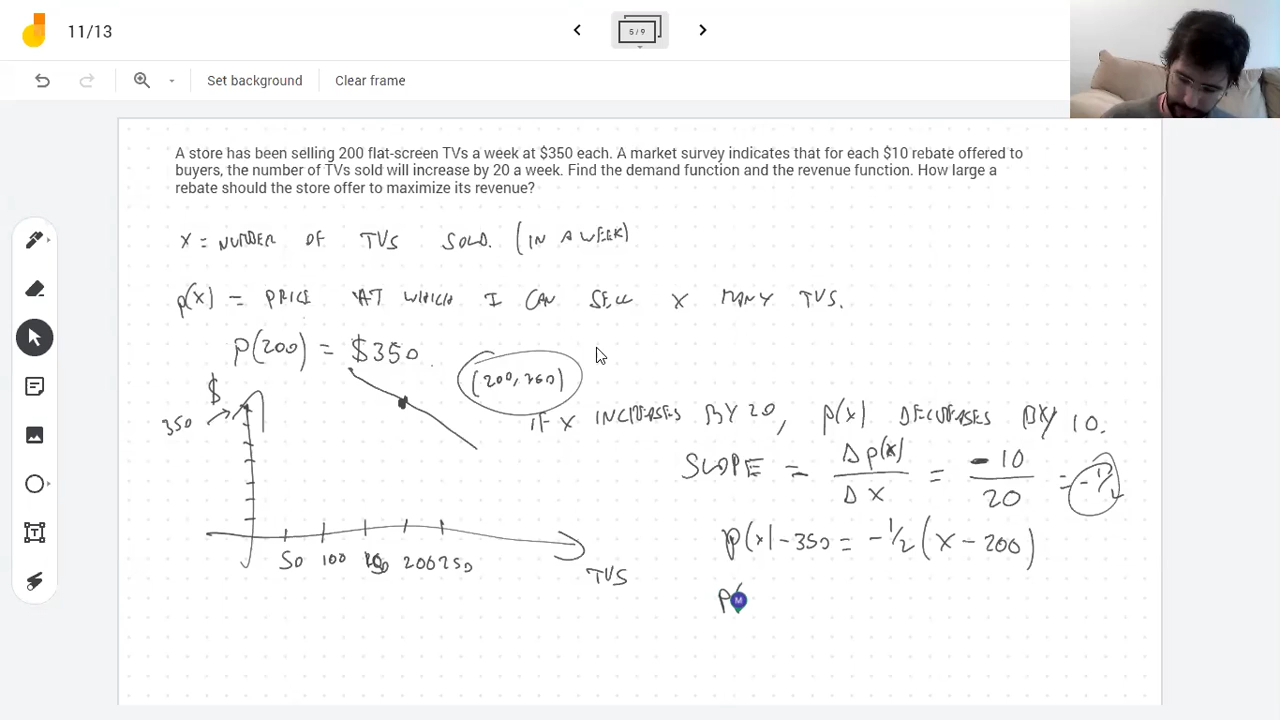 11/13
5 / 9
Set background
Clear frame
A store has been selling 200 flat-screen TVs a week at $350 each. A market survey indicates that for each $10 rebate offered to
buyers, the number of TVs sold will increase by 20 a week. Find the demand function and the revenue function. How large a
rebate should the store offer to maximize its revenue?
X = NUMBER OF TVS SOLD. (IN A WEEK)
p(x) = PRICE AT WHICH I CAN SELL X MANY TVS.
p(200) = $350.
(200, 350)
$
350
IF X INCREASES BY 20, p(x) DECREASES BY 10.
SLOPE = Δp(x)/ΔX = -10/20 = -1/2
p(x) - 350 = -1/2 (X - 200)
50 100 150 200 250
TVS
p(
M